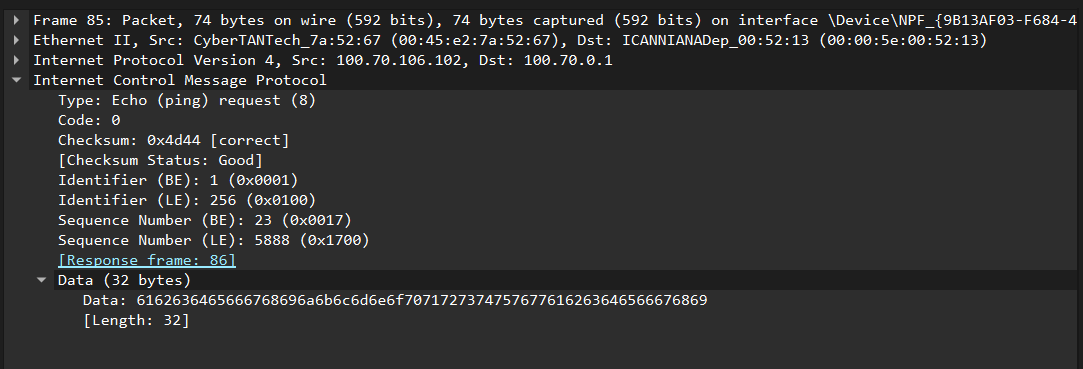 Frame 85: Packet, 74 bytes on wire (592 bits), 74 bytes captured (592 bits) on interface \Device\NPF_{9B13AF03-F684-4
Ethernet II, Src: CyberTANTech_7a:52:67 (00:45:e2:7a:52:67), Dst: ICANNIANADep_00:52:13 (00:00:5e:00:52:13)
Internet Protocol Version 4, Src: 100.70.106.102, Dst: 100.70.0.1
Internet Control Message Protocol
Type: Echo (ping) request (8)
Code: 0
Checksum: 0x4d44 [correct]
[Checksum Status: Good]
Identifier (BE): 1 (0x0001)
Identifier (LE): 256 (0x0100)
Sequence Number (BE): 23 (0x0017)
Sequence Number (LE): 5888 (0x1700)
[Response frame: 86]
Data (32 bytes)
Data: 6162636465666768696a6b6c6d6e6f7071727374757677616263646566676869
[Length: 32]